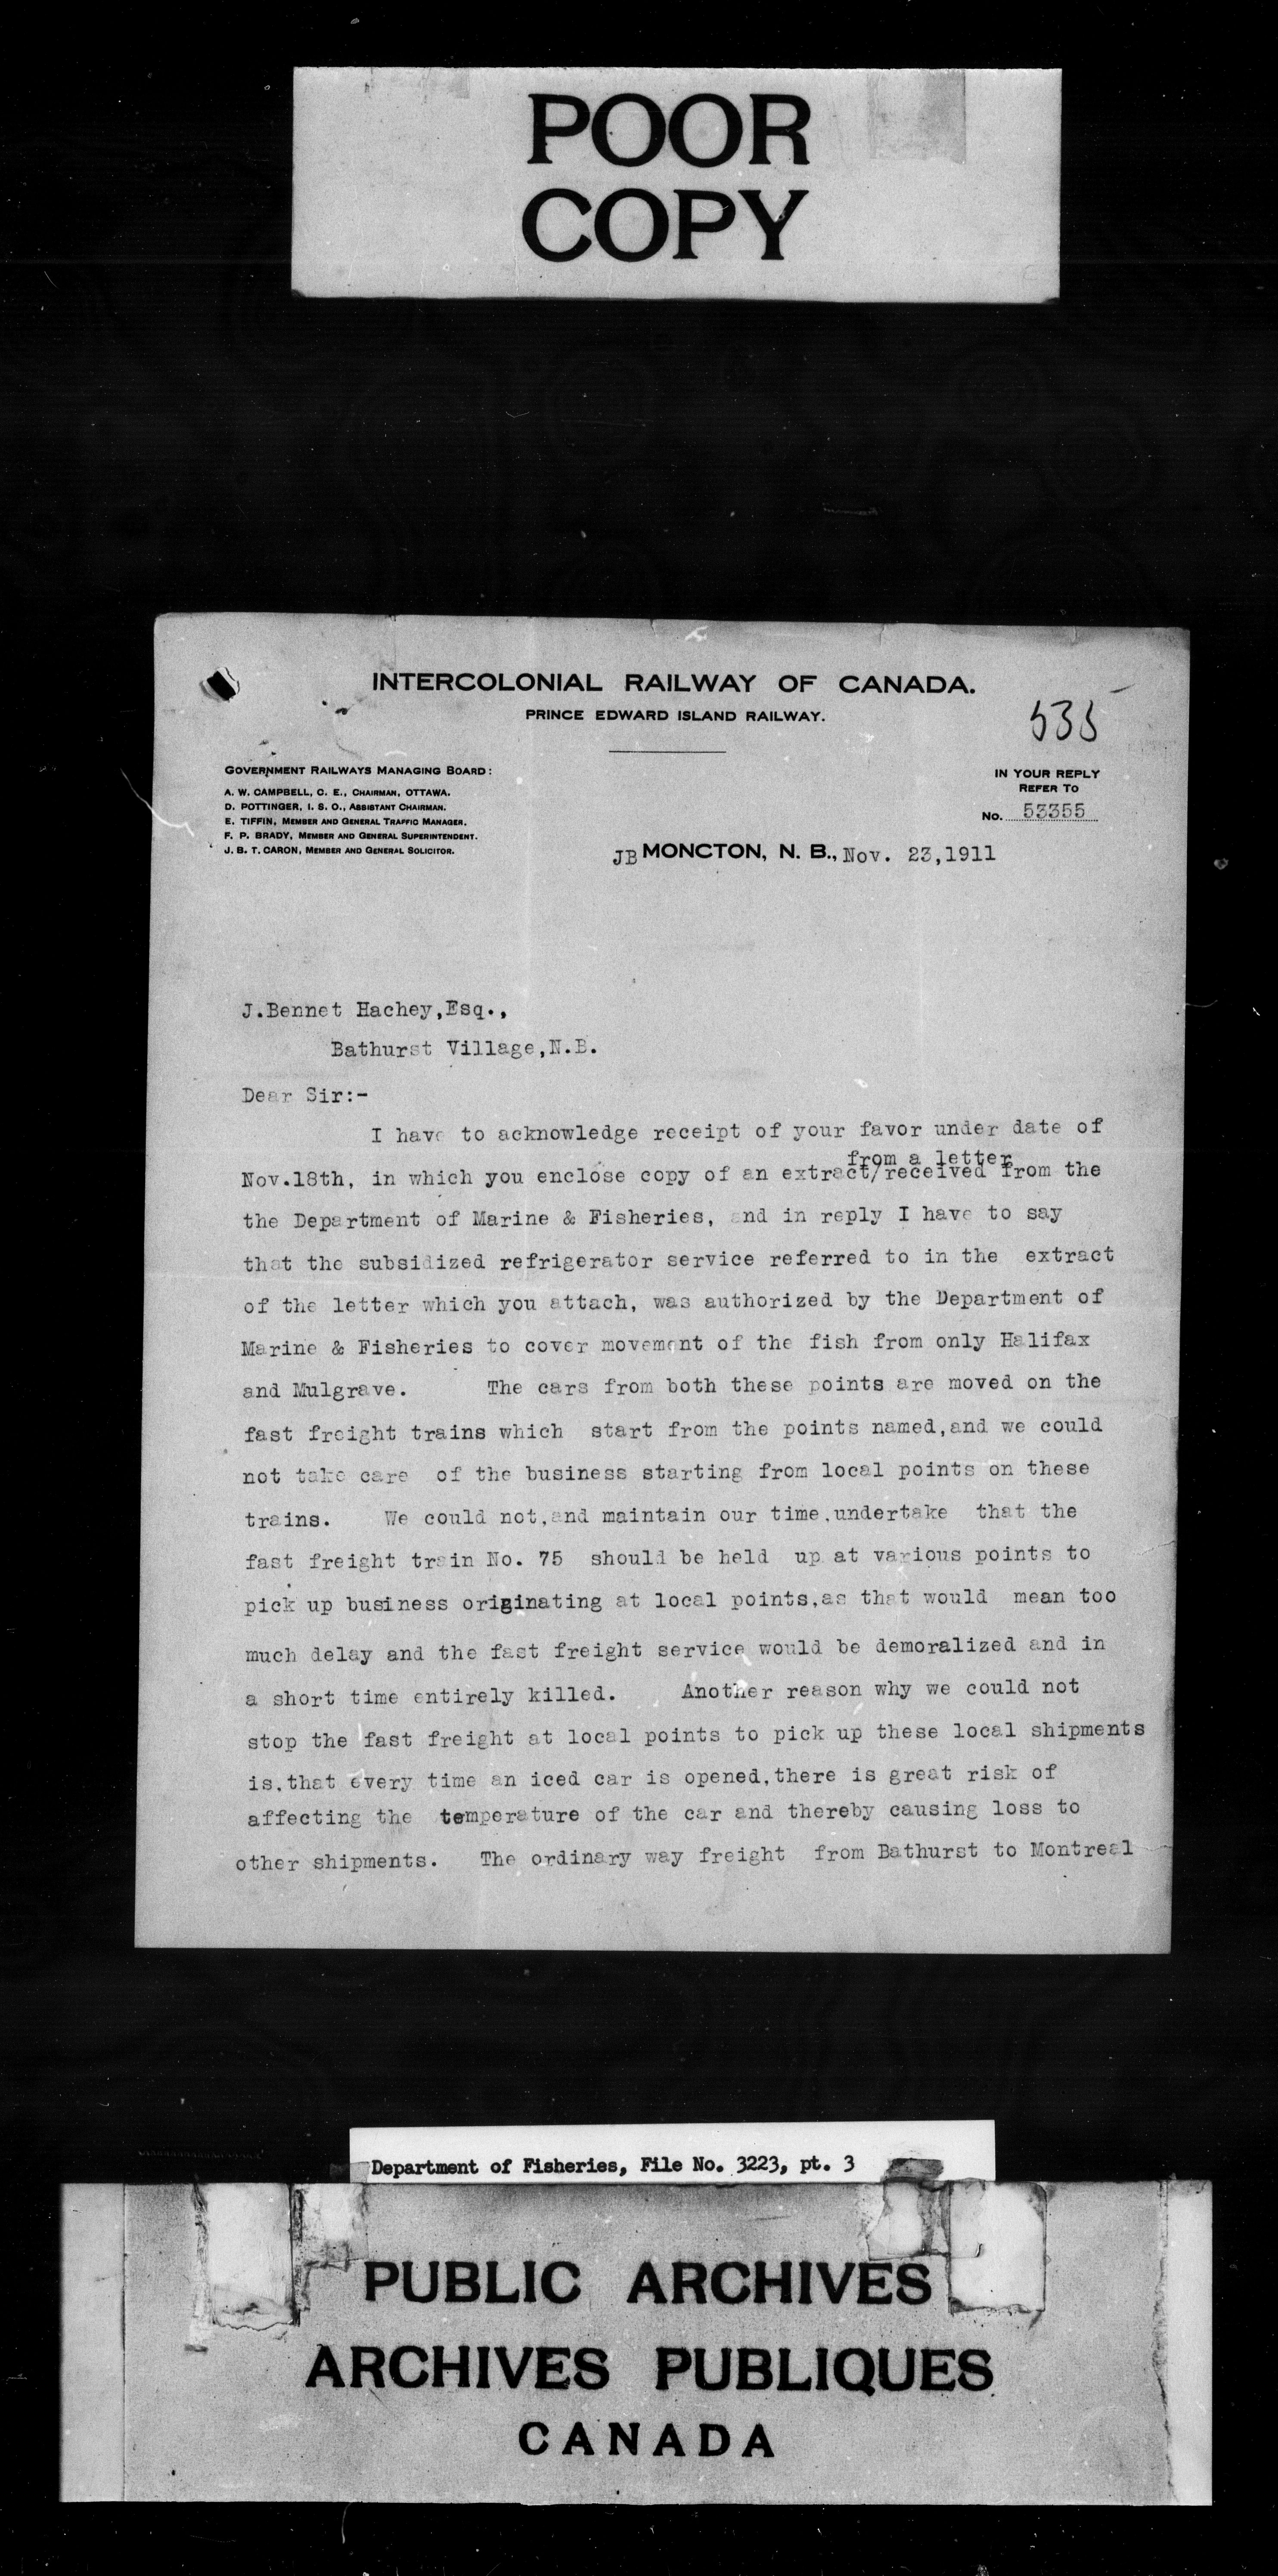 POOR
COPY
INTERCOLONIAL RAILWAY OF CANADA.
PRINCE EDWARD ISLAND RAILWAY.
535
GOVERNMENT RAILWAYS MANAGING BOARD:
A. W. CAMPBELL, C. E., CHAIRMAN, OTTAWA.
D. POTTINGER, I. S. O., ASSISTANT CHAIRMAN.
E. TIFFIN, MEMBER AND GENERAL TRAFFIC MANAGER.
F. P. BRADY, MEMBER AND GENERAL SUPERINTENDENT.
J. B. T. CARON, MEMBER AND GENERAL SOLICITOR.
IN YOUR REPLY
REFER TO
No. 53355
JB MONCTON, N. B., Nov. 23,1911
J.Bennet Hachey,Esq.,
Bathurst Village,N.B.
Dear Sir:-
I have to acknowledge receipt of your favor under date of
from a letter
Nov.18th, in which you enclose copy of an extract/received from the
the Department of Marine & Fisheries, and in reply I have to say
that the subsidized refrigerator service referred to in the extract
of the letter which you attach, was authorized by the Department of
Marine & Fisheries to cover movement of the fish from only Halifax
and Mulgrave. The cars from both these points are moved on the
fast freight trains which start from the points named,and we could
not take care of the business starting from local points on these
trains. We could not,and maintain our time,undertake that the
fast freight train No. 75 should be held up at various points to
pick up business originating at local points,as that would mean too
much delay and the fast freight service would be demoralized and in
a short time entirely killed. Another reason why we could not
stop the fast freight at local points to pick up these local shipments
is,that every time an iced car is opened,there is great risk of
affecting the temperature of the car and thereby causing loss to
other shipments. The ordinary way freight from Bathurst to Montreal
Department of Fisheries, File No. 3223, pt. 3
PUBLIC ARCHIVES
ARCHIVES PUBLIQUES
CANADA